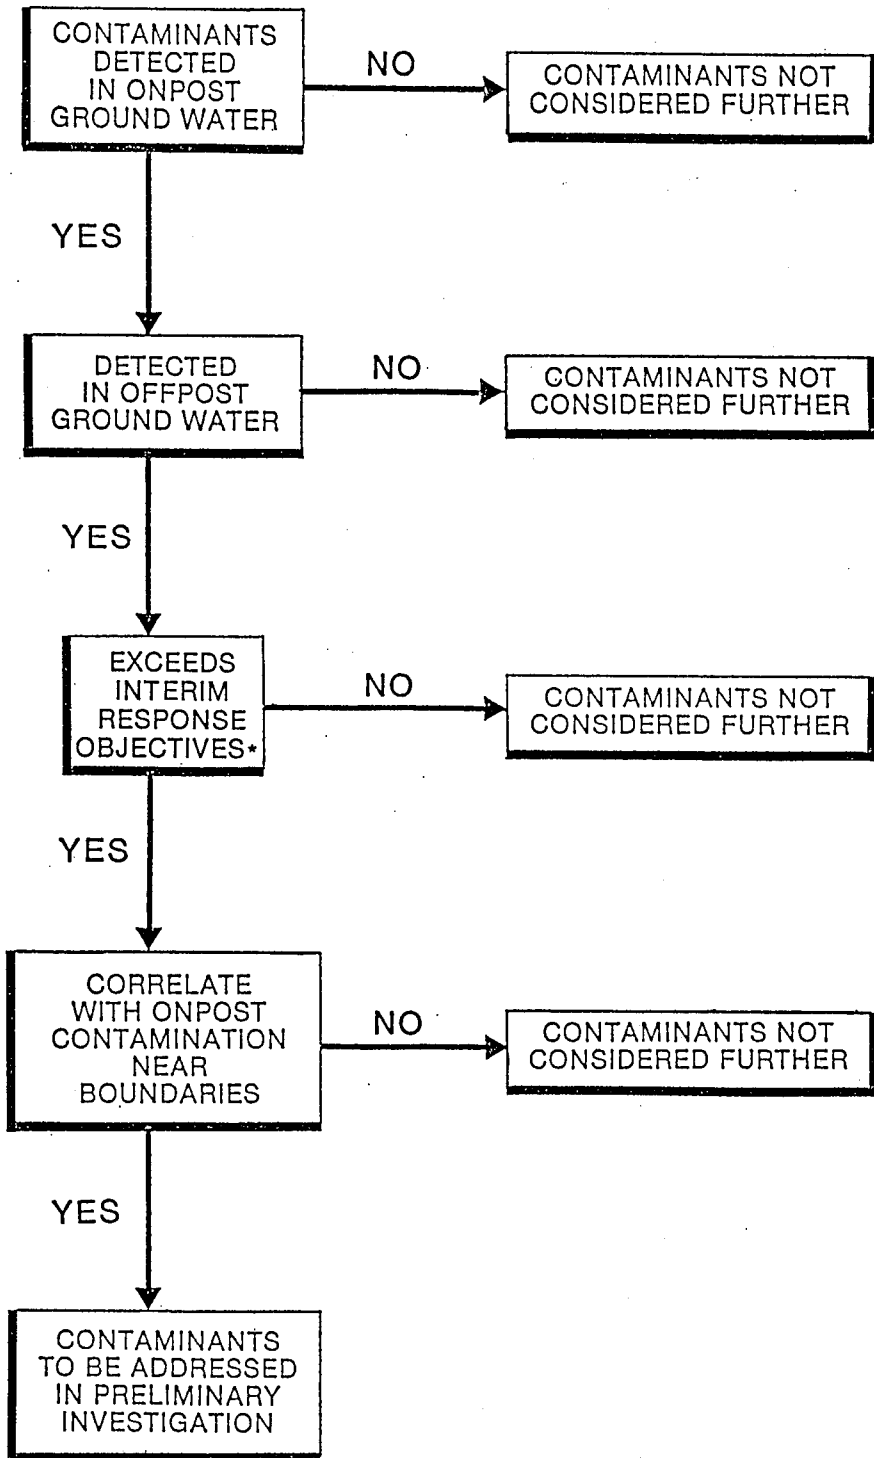 CONTAMINANTS
DETECTED
IN ONPOST
GROUND WATER
NO
CONTAMINANTS NOT
CONSIDERED FURTHER
YES
DETECTED
IN OFFPOST
GROUND WATER
NO
CONTAMINANTS NOT
CONSIDERED FURTHER
YES
EXCEEDS
INTERIM
RESPONSE
OBJECTIVES*
NO
CONTAMINANTS NOT
CONSIDERED FURTHER
YES
CORRELATE
WITH ONPOST
CONTAMINATION
NEAR
BOUNDARIES
NO
CONTAMINANTS NOT
CONSIDERED FURTHER
YES
CONTAMINANTS
TO BE ADDRESSED
IN PRELIMINARY
INVESTIGATION